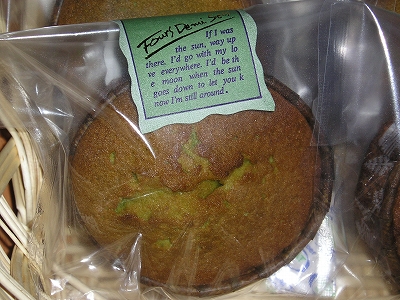 Four's Demi Sec
If I was
the sun, way up
there. I'd go with my lo
ve everywhere. I'd be th
e moon when the sun
goes down to let you k
now I'm still around.